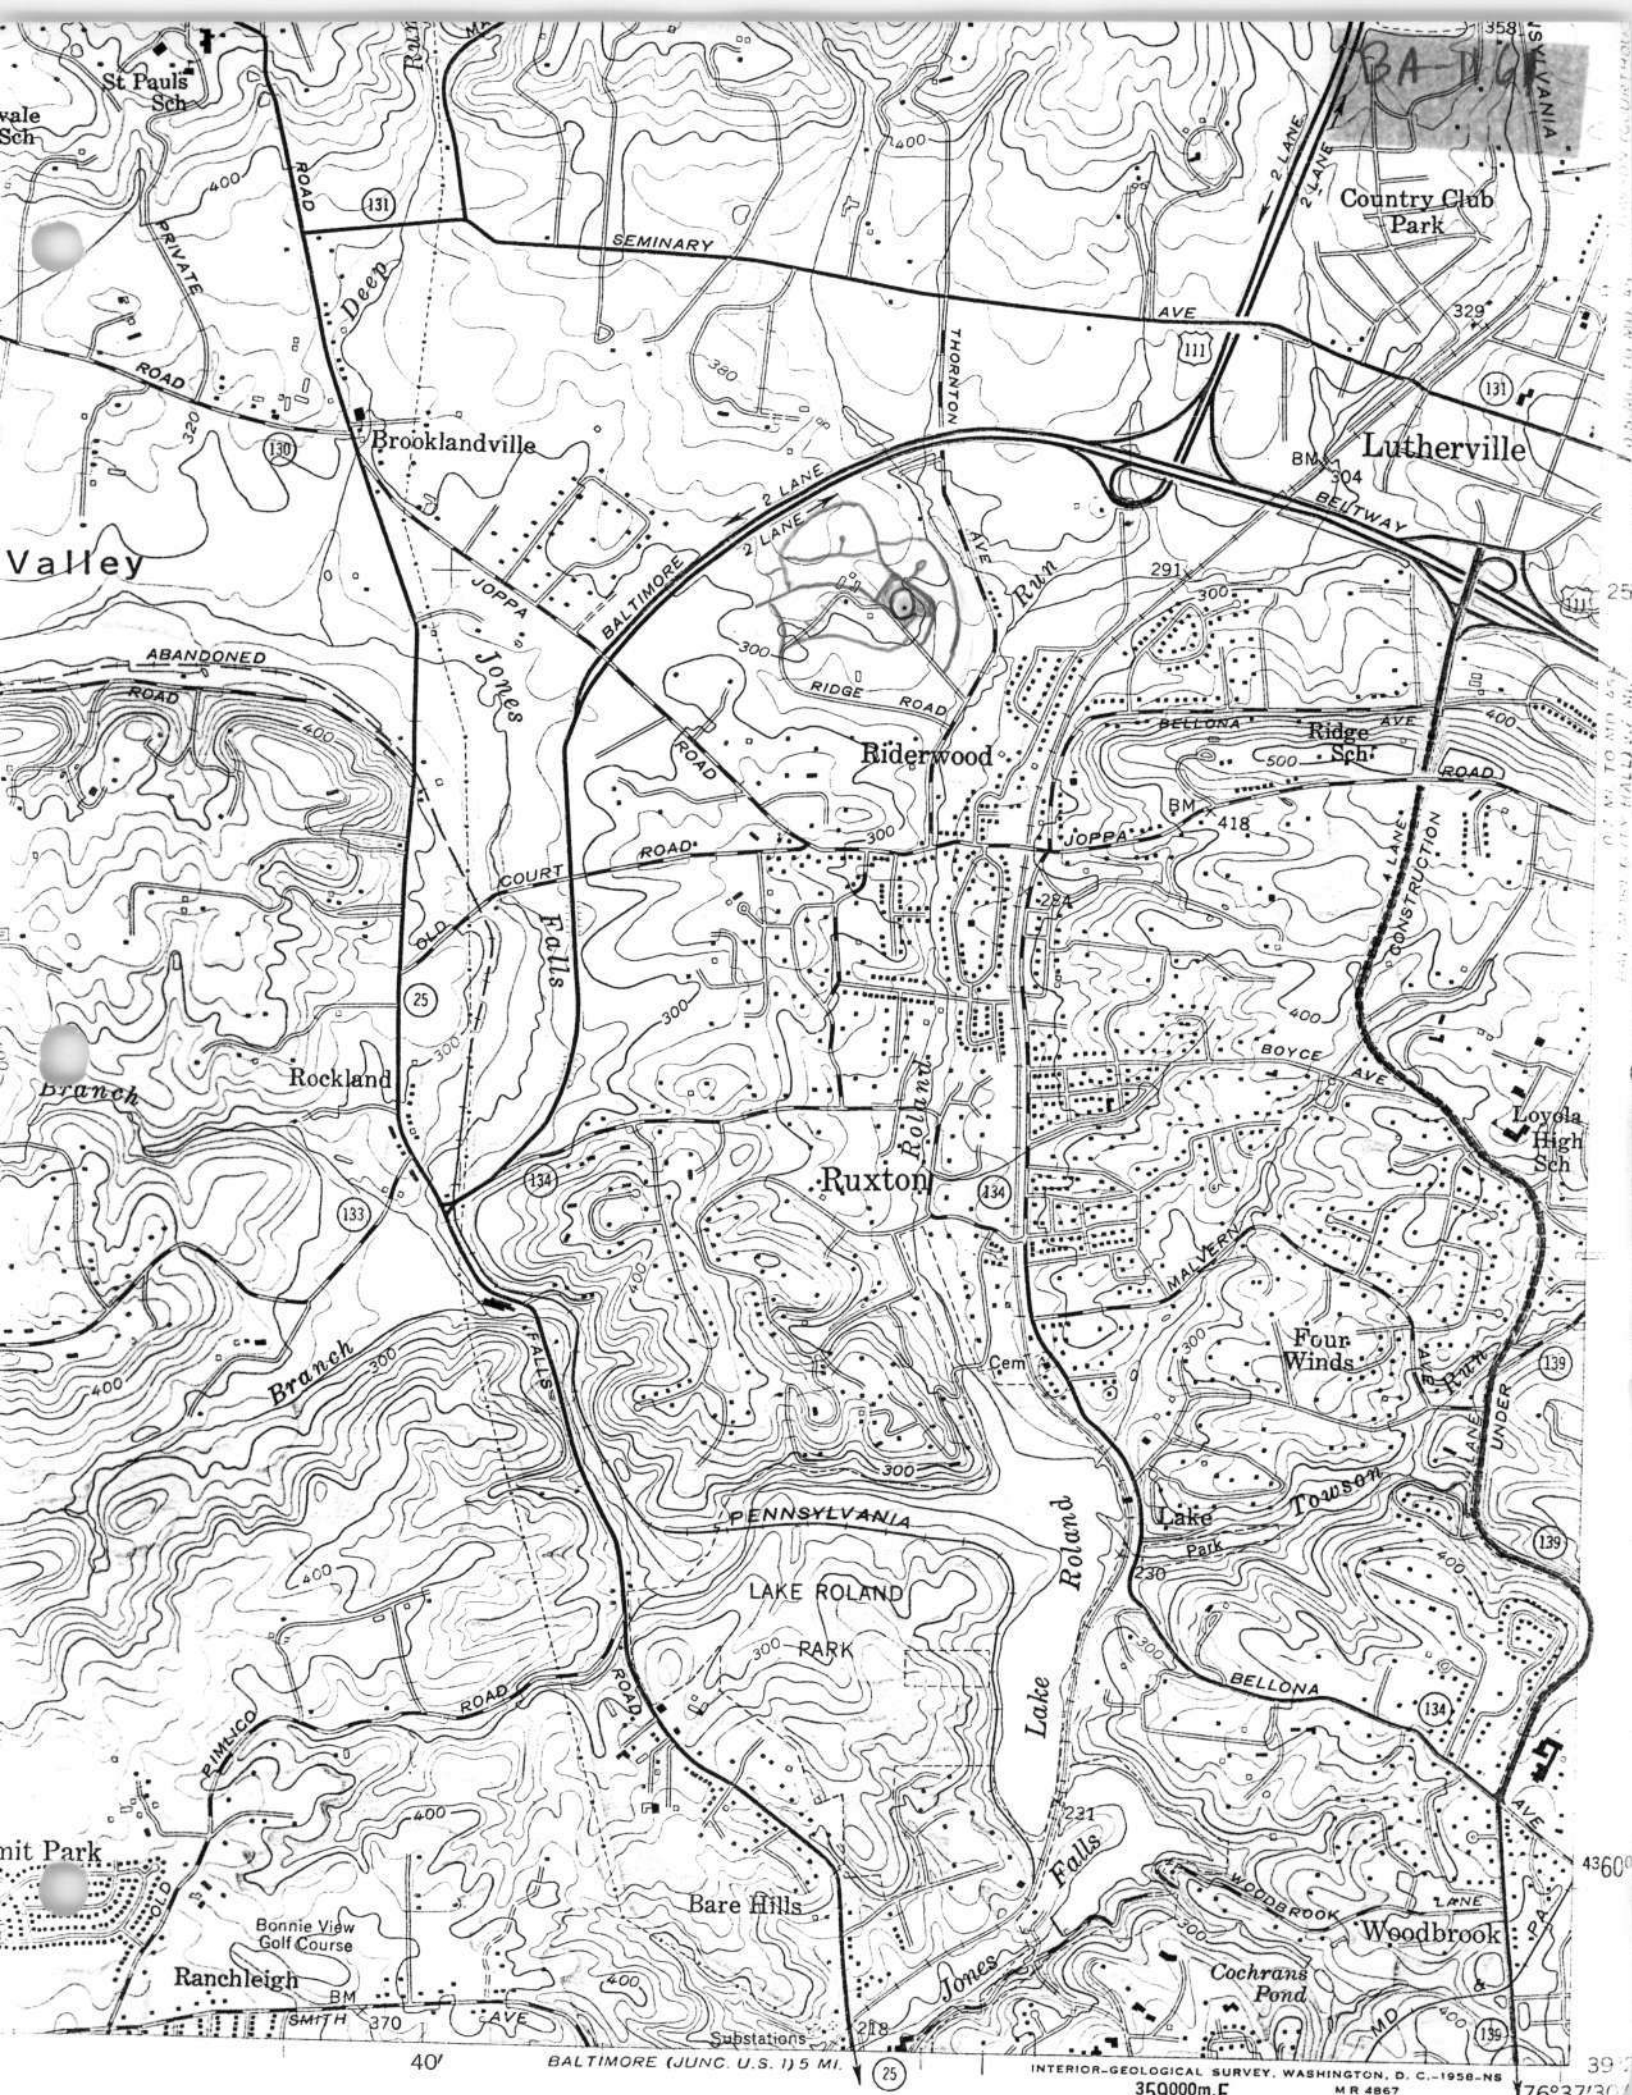 358
St Pauls
Sch
vale
Sch
Run
400
400
PRIVATE
ROAD
131
SEMINARY
AVE
2 LANE
2 LANE
SYLVANIA
Country Club
Park
329
Deep
THORNTON
AVE
111
131
380
ROAD
320
130
Brooklandville
Lutherville
BM
304
BELTWAY
2 LANE
2 LANE
Valley
JOPPA
BALTIMORE
Run
291
300
111
25
300
ABANDONED
ROAD
400
Jones
RIDGE ROAD
ROAD
Riderwood
BELLONA AVE
Ridge
Sch
400
500
ROAD
BM
418
JOPPA
300
4 LANE
CONSTRUCTION
OLD COURT ROAD
284
Falls
25
300
300
400
BOYCE AVE
Rockland
Branch
Roland
Loyola
High
Sch
Ruxton
134
134
133
400
MALVERN
AVE
300
Four
Winds
Run
139
Cem
Branch
300
400
FALLS
ROAD
LANE
UNDER
300
PENNSYLVANIA
Roland
Lake
Park
Towson
139
230
400
400
LAKE ROLAND
PARK
300
300
Lake
BELLONA
AVE
134
ROAD
PIMLICO
OLD
400
231
Falls
mit Park
4360
Bare Hills
WOODBROOK LANE
300
Woodbrook
PA
Bonnie View
Golf Course
Ranchleigh
BM
370
SMITH AVE
400
Jones
Cochrans
Pond
MD
&
400
139
Substations
218
40'
BALTIMORE (JUNC. U.S. 1) 5 MI.
25
INTERIOR-GEOLOGICAL SURVEY, WASHINGTON, D. C.-1958-NS
359000m.E
MR 4867